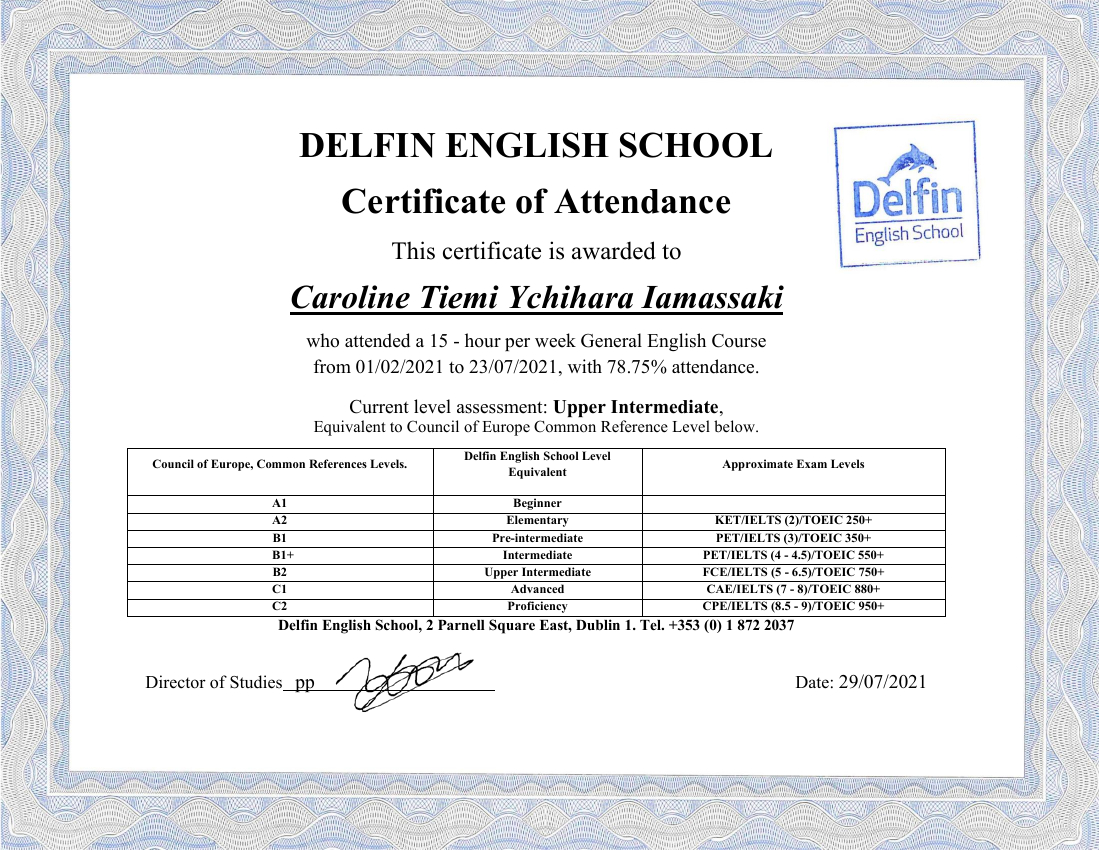 DELFIN ENGLISH SCHOOL
Certificate of Attendance
Delfin
English School
This certificate is awarded to
Caroline Tiemi Ychihara Iamassaki
who attended a 15 - hour per week General English Course
from 01/02/2021 to 23/07/2021, with 78.75% attendance.
Current level assessment: Upper Intermediate,
Equivalent to Council of Europe Common Reference Level below.
Council of Europe, Common References Levels. Delfin English School Level Equivalent Approximate Exam Levels
A1 Beginner
A2 Elementary KET/IELTS (2)/TOEIC 250+
B1 Pre-intermediate PET/IELTS (3)/TOEIC 350+
B1+ Intermediate PET/IELTS (4 - 4.5)/TOEIC 550+
B2 Upper Intermediate FCE/IELTS (5 - 6.5)/TOEIC 750+
C1 Advanced CAE/IELTS (7 - 8)/TOEIC 880+
C2 Proficiency CPE/IELTS (8.5 - 9)/TOEIC 950+
Delfin English School, 2 Parnell Square East, Dublin 1. Tel. +353 (0) 1 872 2037
Director of Studies pp
Date: 29/07/2021